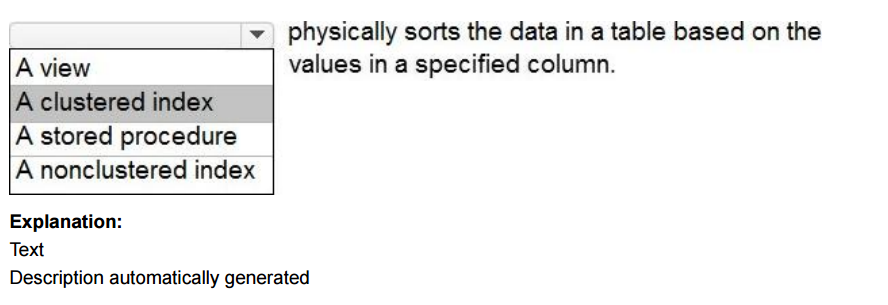 physically sorts the data in a table based on the
values in a specified column.
A view
A clustered index
A stored procedure
A nonclustered index
Explanation:
Text
Description automatically generated